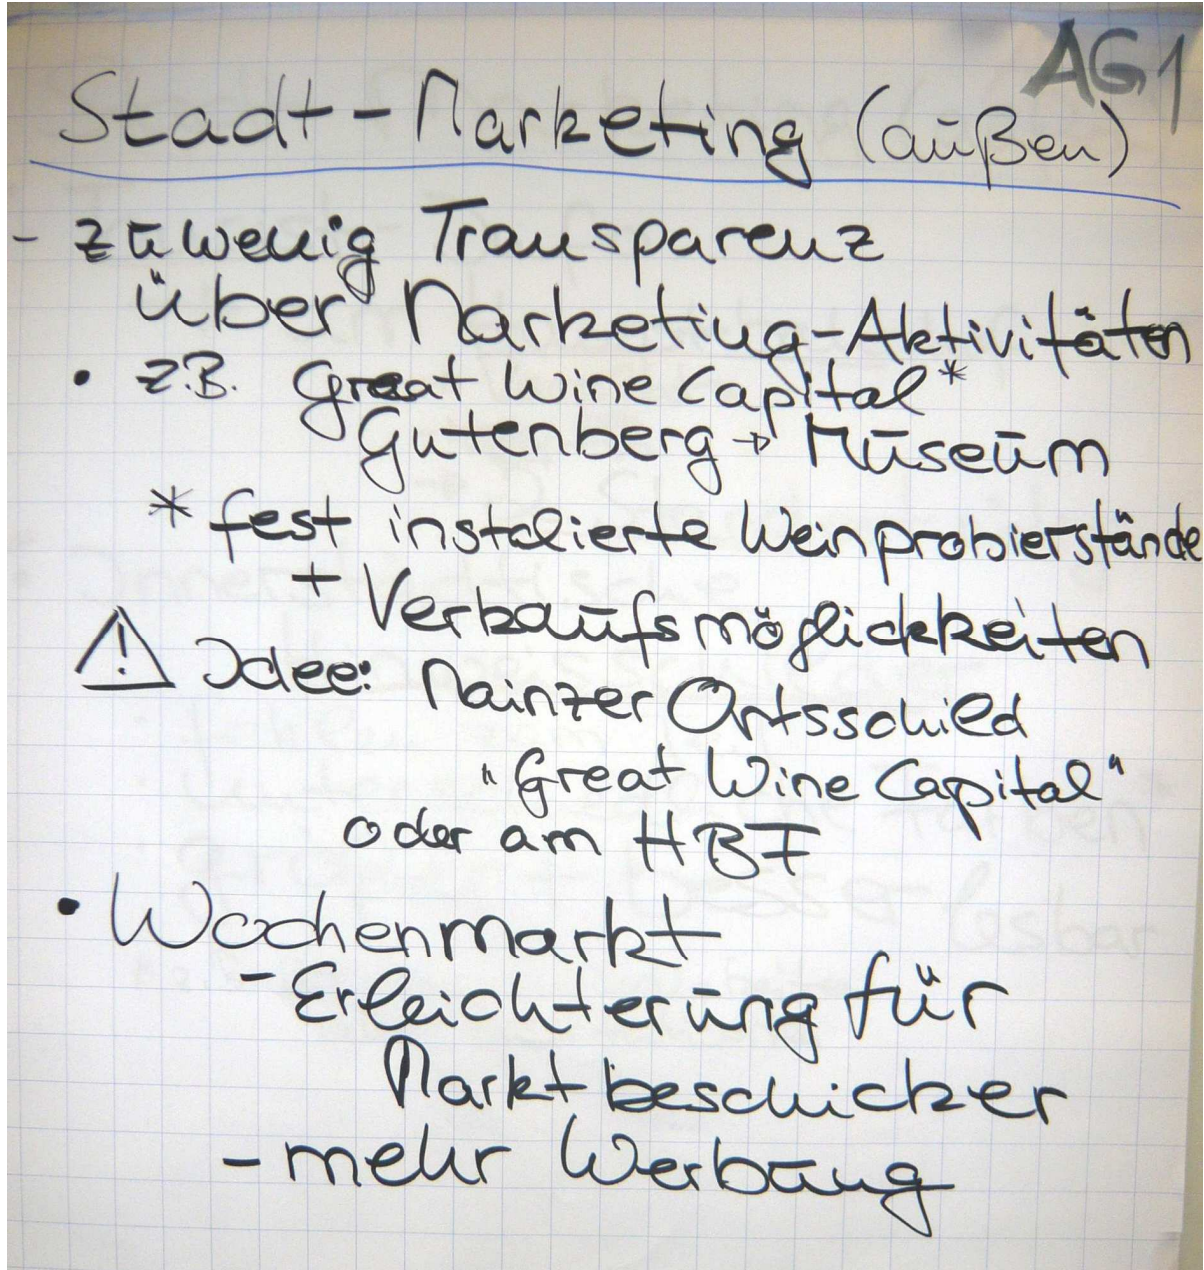 AG1
Stadt-Marketing (außen)
- zu wenig Transparenz
über Marketing-Aktivitäten
• z.B. Great Wine Capital*
Gutenberg → Museum
* fest instalierte Weinprobierstände
+ Verkaufsmöglichkeiten
⚠ Idee: Mainzer Ortsschild
"Great Wine Capital"
oder am HBF
• Wochenmarkt
- Erleichterung für
Marktbeschicker
- mehr Werbung